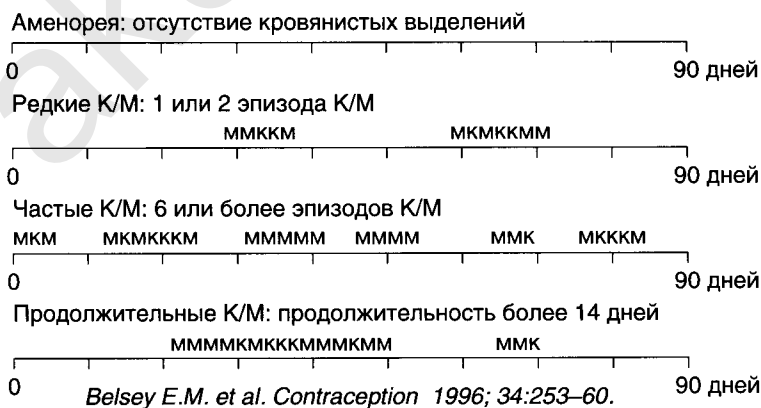 Аменорея: отсутствие кровянистых выделений
0 90 дней
Редкие К/М: 1 или 2 эпизода К/М
ММККМ МКМККММ
0 90 дней
Частые К/М: 6 или более эпизодов К/М
МКМ МКМКККМ МММММ ММММ ММК МКККМ
0 90 дней
Продолжительные К/М: продолжительность более 14 дней
ММММКМКККММММКММ ММК
0 90 дней
Belsey E.M. et al. Contraception 1996; 34:253–60.